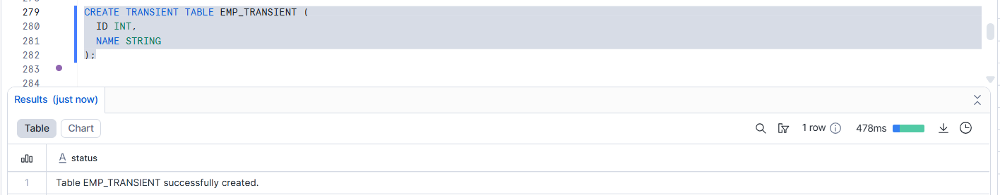 279 CREATE TRANSIENT TABLE EMP_TRANSIENT (
280 ID INT,
281 NAME STRING
282 );
283
284
Results (just now)
Table Chart 1 row 478ms
A status
1 Table EMP_TRANSIENT successfully created.